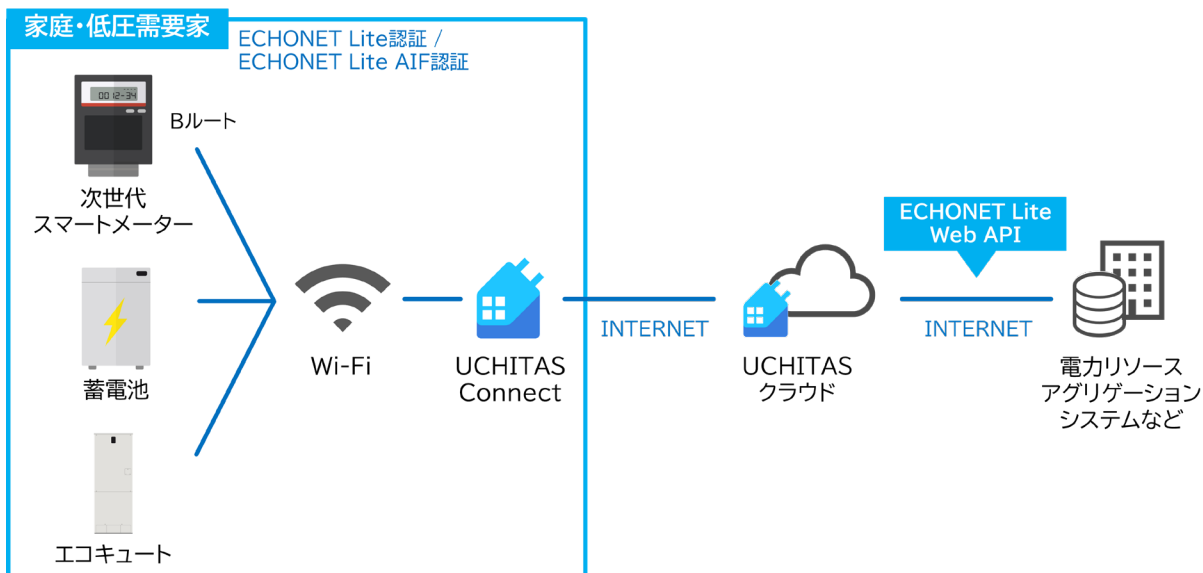 家庭・低圧需要家
ECHONET Lite認証 /
ECHONET Lite AIF認証
0012-34
Bルート
次世代
スマートメーター
蓄電池
エコキュート
Wi-Fi
UCHITAS
Connect
INTERNET
UCHITAS
クラウド
ECHONET Lite
Web API
INTERNET
電力リソース
アグリゲーション
システムなど